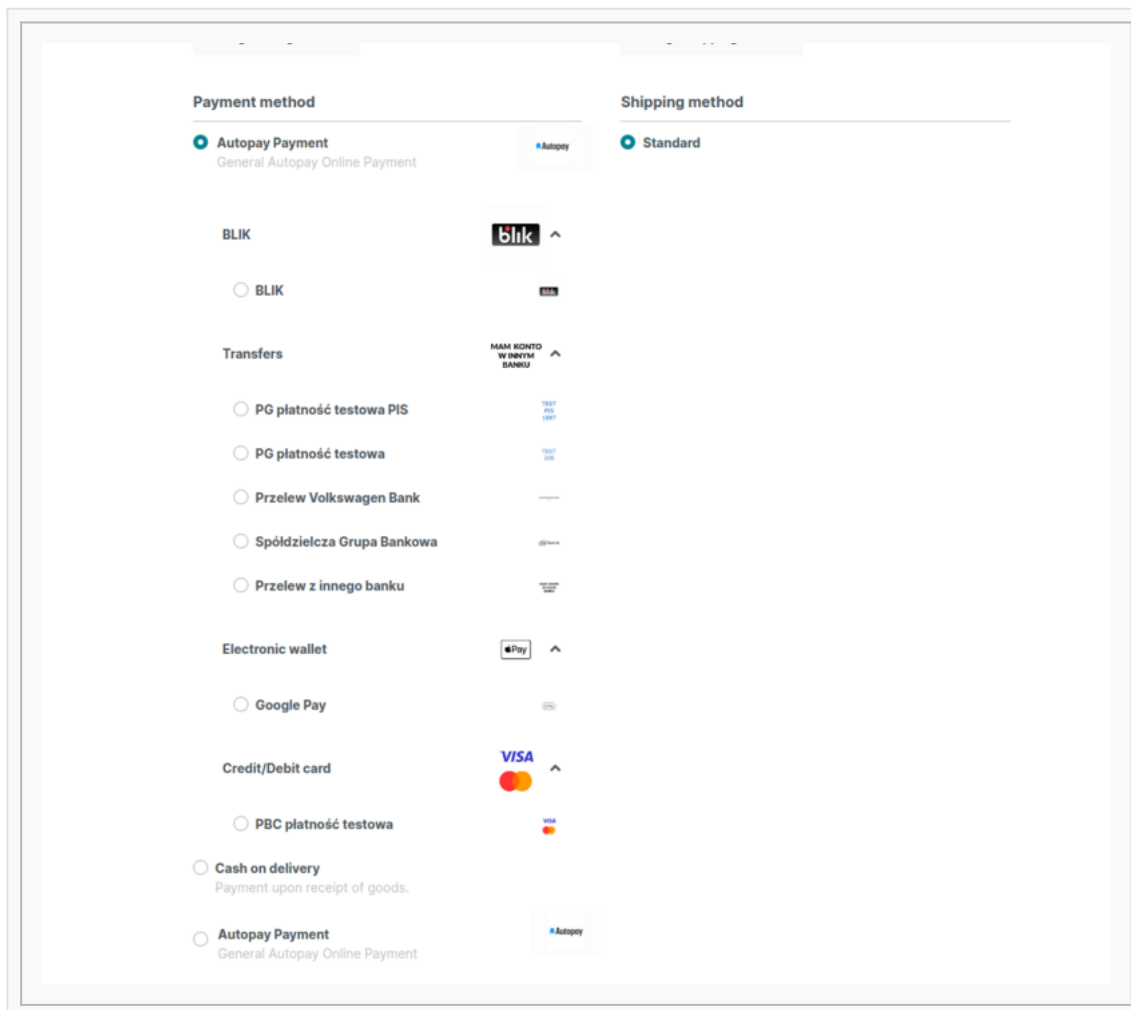 Payment method
Autopay Payment
General Autopay Online Payment
Autopay
BLIK
blik
BLIK
blik
Transfers
MAM KONTO
W INNYM
BANKU
PG płatność testowa PIS
TEST
PIS
PG płatność testowa
TEST
106
Przelew Volkswagen Bank
Spółdzielcza Grupa Bankowa
Przelew z innego banku
Electronic wallet
Pay
Google Pay
Credit/Debit card
VISA
PBC płatność testowa
VISA
Cash on delivery
Payment upon receipt of goods.
Autopay Payment
General Autopay Online Payment
Autopay
Shipping method
Standard